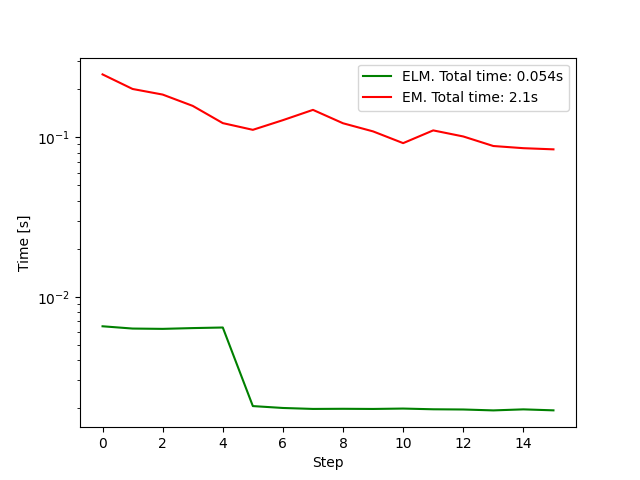 ELM. Total time: 0.054s
EM. Total time: 2.1s
10⁻¹
10⁻²
Time [s]
0 2 4 6 8 10 12 14
Step